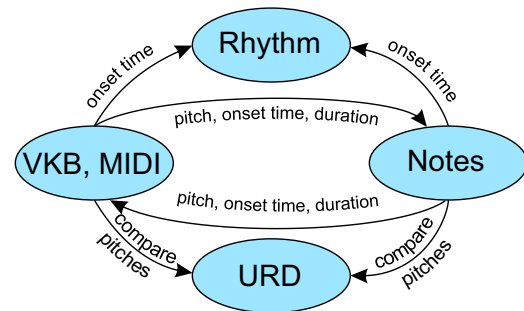 Rhythm
onset time
onset time
pitch, onset time, duration
VKB, MIDI
Notes
pitch, onset time, duration
compare
pitches
compare
pitches
URD